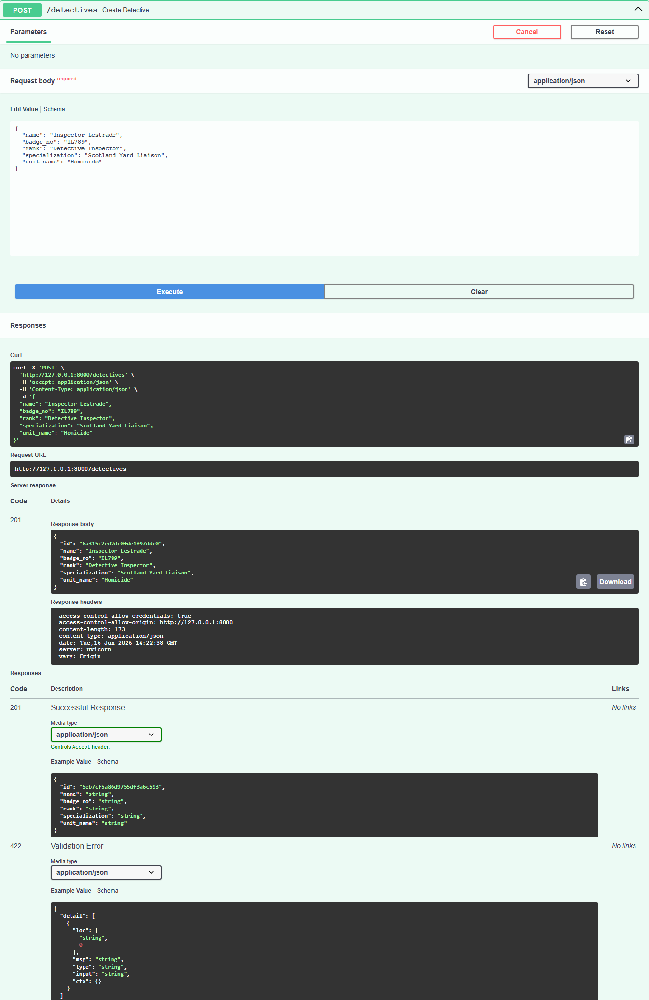 POST /detectives Create Detective
Parameters
Cancel
Reset
No parameters
Request body required
application/json
Edit Value | Schema
{
  "name": "Inspector Lestrade",
  "badge_no": "IL789",
  "rank": "Detective Inspector",
  "specialization": "Scotland Yard Liaison",
  "unit_name": "Homicide"
}
Execute
Clear
Responses
Curl
curl -X 'POST' \
  'http://127.0.0.1:8000/detectives' \
  -H 'accept: application/json' \
  -H 'Content-Type: application/json' \
  -d '{
  "name": "Inspector Lestrade",
  "badge_no": "IL789",
  "rank": "Detective Inspector",
  "specialization": "Scotland Yard Liaison",
  "unit_name": "Homicide"
}'
Request URL
http://127.0.0.1:8000/detectives
Server response
Code Details
201
Response body
{
  "id": "6a315c2ed2dc0fde1f97dde0",
  "name": "Inspector Lestrade",
  "badge_no": "IL789",
  "rank": "Detective Inspector",
  "specialization": "Scotland Yard Liaison",
  "unit_name": "Homicide"
}
Download
Response headers
access-control-allow-credentials: true
access-control-allow-origin: http://127.0.0.1:8000
content-length: 173
content-type: application/json
date: Tue,16 Jun 2026 14:22:38 GMT
server: uvicorn
vary: Origin
Responses
Code Description Links
201 Successful Response No links
Media type
application/json
Controls Accept header.
Example Value | Schema
{
  "id": "5eb7cf5a86d9755df3a6c593",
  "name": "string",
  "badge_no": "string",
  "rank": "string",
  "specialization": "string",
  "unit_name": "string"
}
422 Validation Error No links
Media type
application/json
Example Value | Schema
{
  "detail": [
    {
      "loc": [
        "string",
        0
      ],
      "msg": "string",
      "type": "string",
      "input": "string",
      "ctx": {}
    }
  ]